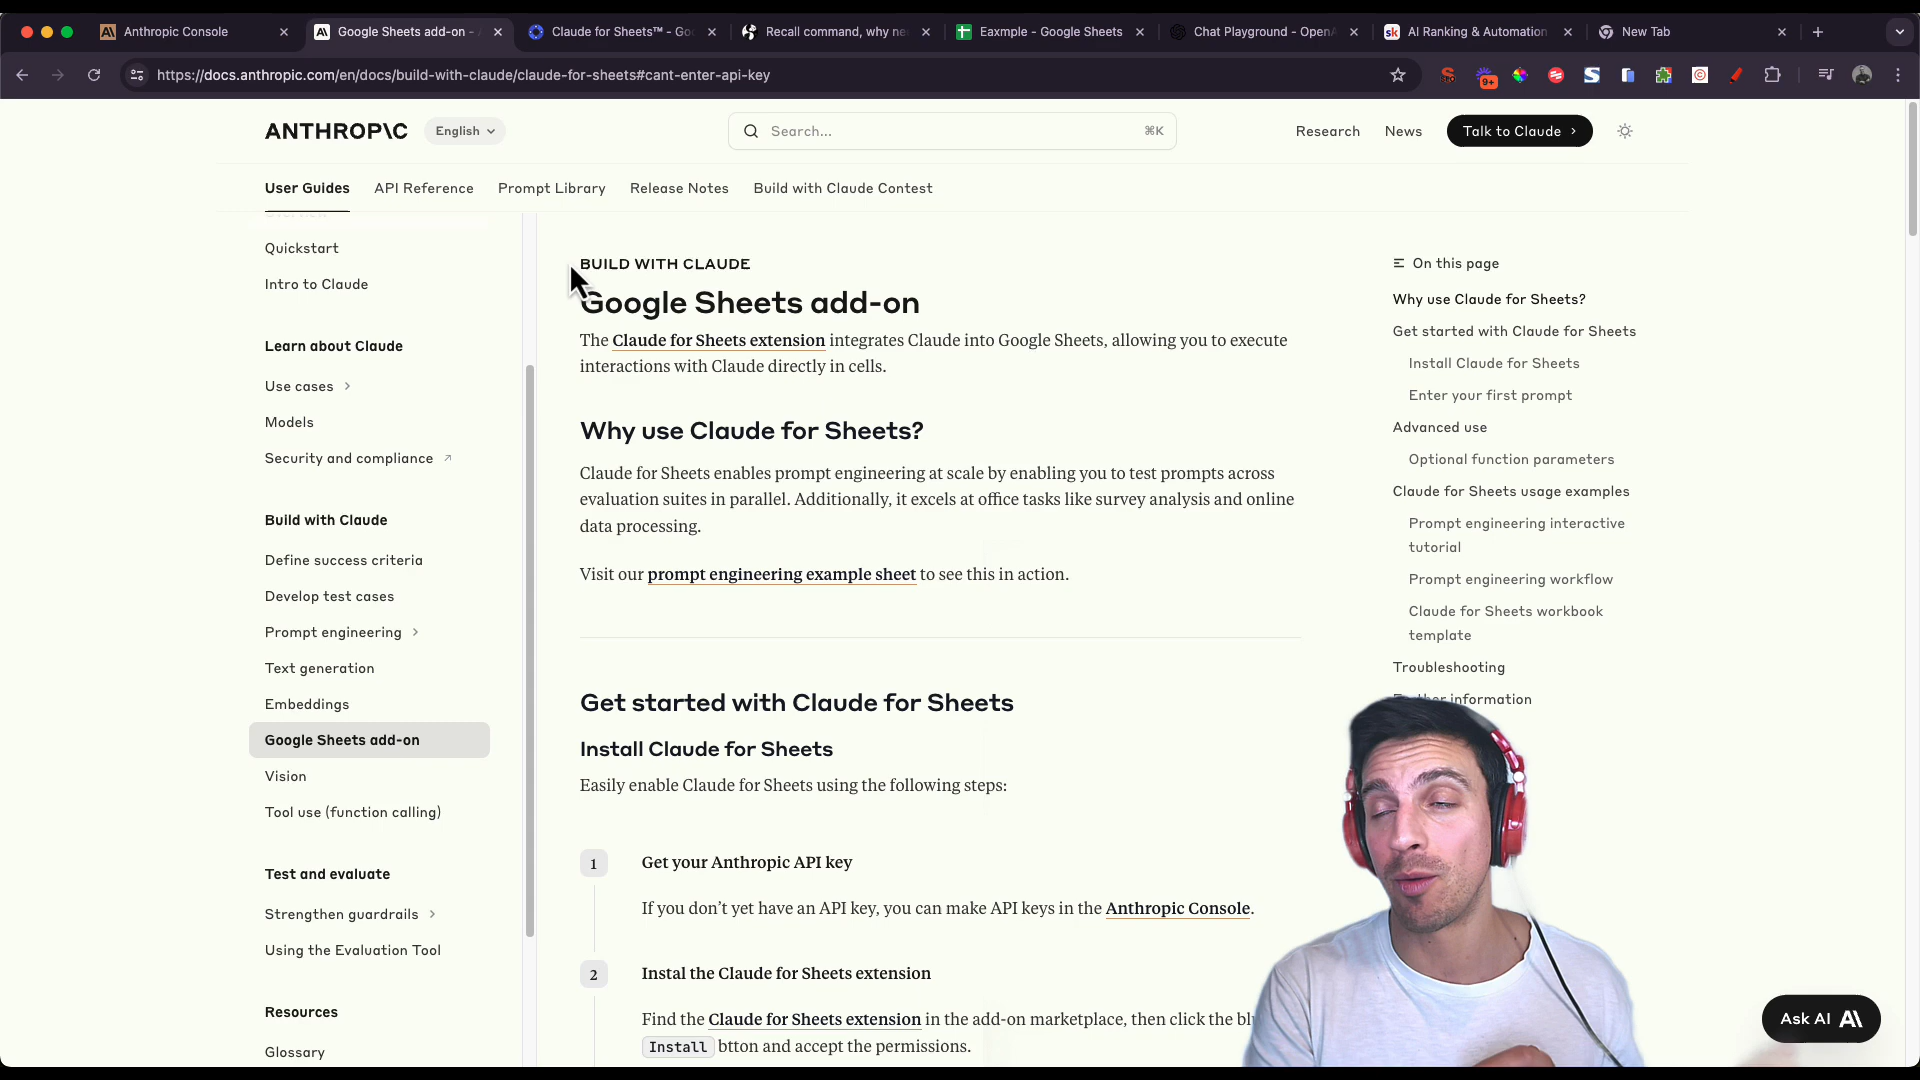 Anthropic Console
Google Sheets add-on - A
Claude for Sheets™ - Goo
Recall command, why ne
Eaxmple - Google Sheets
Chat Playground - OpenA
AI Ranking & Automation
New Tab
https://docs.anthropic.com/en/docs/build-with-claude/claude-for-sheets#cant-enter-api-key
9+
ANTHROP\C
English
Search...
⌘K
Research
News
Talk to Claude
User Guides
API Reference
Prompt Library
Release Notes
Build with Claude Contest
Quickstart
Intro to Claude
Learn about Claude
Use cases
Models
Security and compliance
Build with Claude
Define success criteria
Develop test cases
Prompt engineering
Text generation
Embeddings
Google Sheets add-on
Vision
Tool use (function calling)
Test and evaluate
Strengthen guardrails
Using the Evaluation Tool
Resources
Glossary
BUILD WITH CLAUDE
Google Sheets add-on
The Claude for Sheets extension integrates Claude into Google Sheets, allowing you to execute
interactions with Claude directly in cells.
Why use Claude for Sheets?
Claude for Sheets enables prompt engineering at scale by enabling you to test prompts across
evaluation suites in parallel. Additionally, it excels at office tasks like survey analysis and online
data processing.
Visit our prompt engineering example sheet to see this in action.
Get started with Claude for Sheets
Install Claude for Sheets
Easily enable Claude for Sheets using the following steps:
1
Get your Anthropic API key
If you don't yet have an API key, you can make API keys in the Anthropic Console.
2
Instal the Claude for Sheets extension
Find the Claude for Sheets extension in the add-on marketplace, then click the
Install btton and accept the permissions.
On this page
Why use Claude for Sheets?
Get started with Claude for Sheets
Install Claude for Sheets
Enter your first prompt
Advanced use
Optional function parameters
Claude for Sheets usage examples
Prompt engineering interactive
tutorial
Prompt engineering workflow
Claude for Sheets workbook
template
Troubleshooting
information
Ask AI